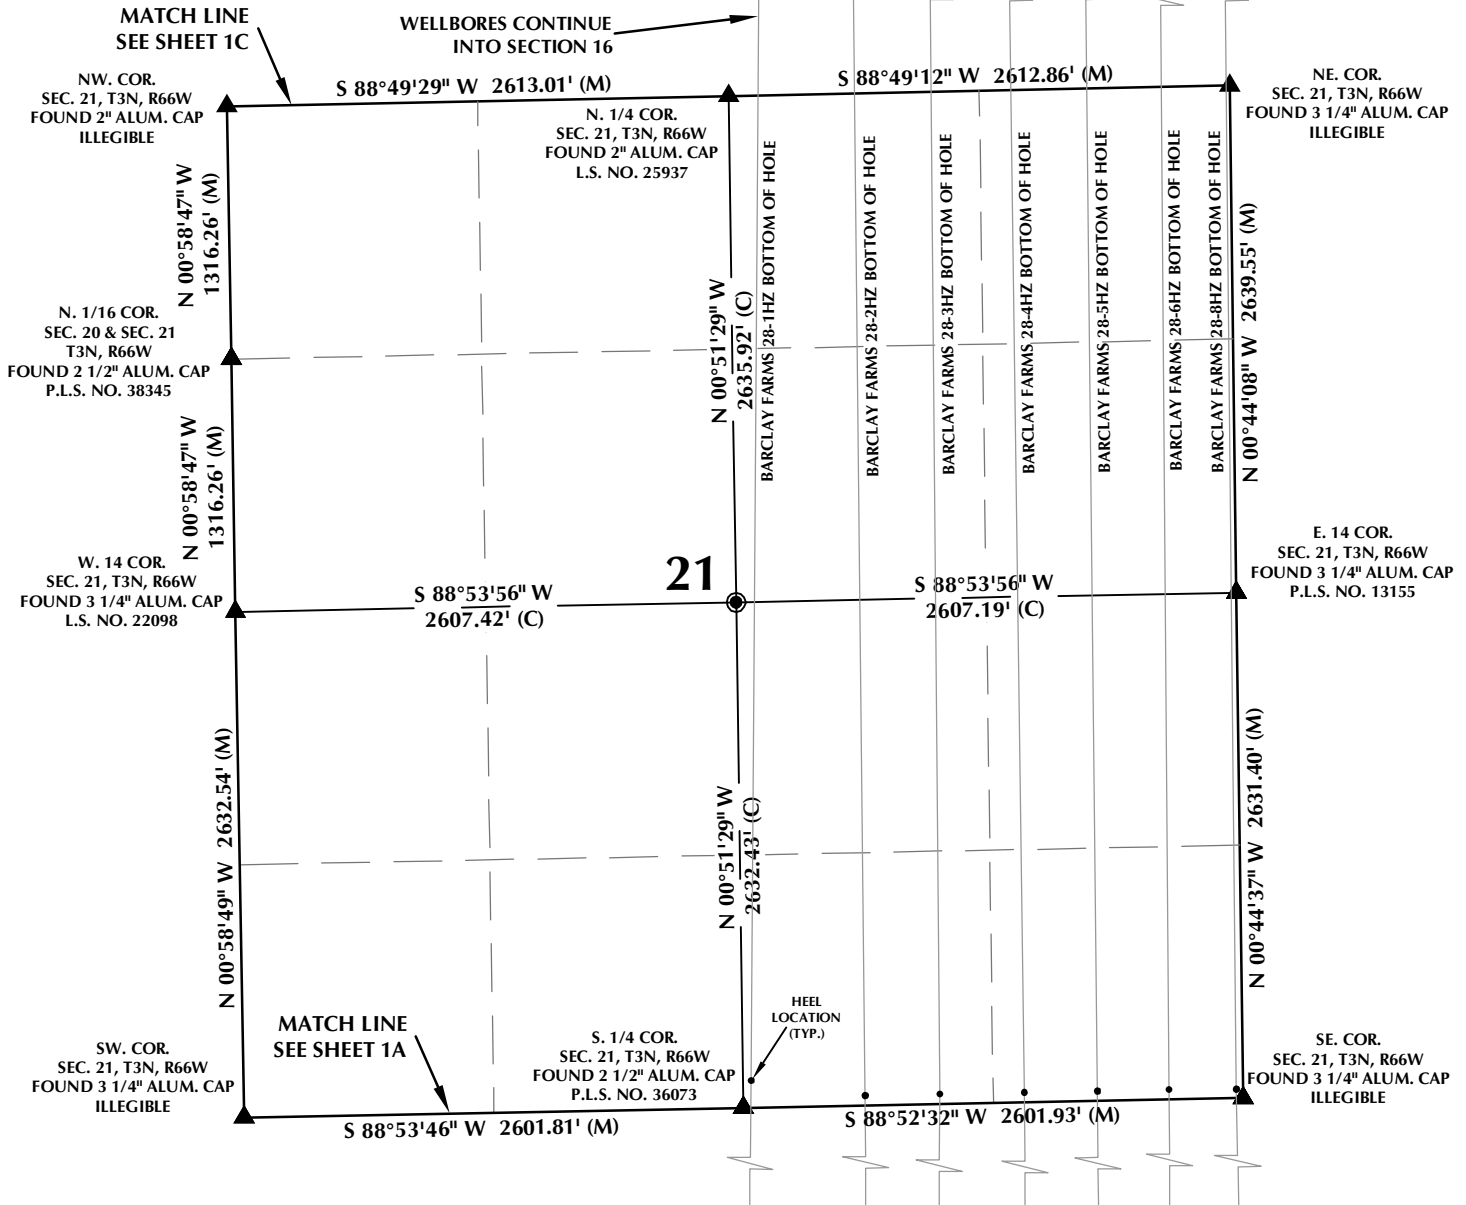 MATCH LINE
SEE SHEET 1C
WELLBORES CONTINUE
INTO SECTION 16
NW. COR.
SEC. 21, T3N, R66W
FOUND 2" ALUM. CAP
ILLEGIBLE
S 88°49'29" W 2613.01' (M)
S 88°49'12" W 2612.86' (M)
NE. COR.
SEC. 21, T3N, R66W
FOUND 3 1/4" ALUM. CAP
ILLEGIBLE
N. 1/4 COR.
SEC. 21, T3N, R66W
FOUND 2" ALUM. CAP
L.S. NO. 25937
N 00°58'47" W
1316.26' (M)
N 00°51'29" W
2635.92' (C)
BARCLAY FARMS 28-1HZ BOTTOM OF HOLE
BARCLAY FARMS 28-2HZ BOTTOM OF HOLE
BARCLAY FARMS 28-3HZ BOTTOM OF HOLE
BARCLAY FARMS 28-4HZ BOTTOM OF HOLE
BARCLAY FARMS 28-5HZ BOTTOM OF HOLE
BARCLAY FARMS 28-6HZ BOTTOM OF HOLE
BARCLAY FARMS 28-8HZ BOTTOM OF HOLE
N 00°44'08" W 2639.55' (M)
N. 1/16 COR.
SEC. 20 & SEC. 21
T3N, R66W
FOUND 2 1/2" ALUM. CAP
P.L.S. NO. 38345
N 00°58'47" W
1316.26' (M)
W. 14 COR.
SEC. 21, T3N, R66W
FOUND 3 1/4" ALUM. CAP
L.S. NO. 22098
S 88°53'56" W
2607.42' (C)
21
S 88°53'56" W
2607.19' (C)
E. 14 COR.
SEC. 21, T3N, R66W
FOUND 3 1/4" ALUM. CAP
P.L.S. NO. 13155
N 00°58'49" W 2632.54' (M)
N 00°51'29" W
2632.43' (C)
N 00°44'37" W 2631.40' (M)
HEEL
LOCATION
(TYP.)
MATCH LINE
SEE SHEET 1A
SW. COR.
SEC. 21, T3N, R66W
FOUND 3 1/4" ALUM. CAP
ILLEGIBLE
S. 1/4 COR.
SEC. 21, T3N, R66W
FOUND 2 1/2" ALUM. CAP
P.L.S. NO. 36073
SE. COR.
SEC. 21, T3N, R66W
FOUND 3 1/4" ALUM. CAP
ILLEGIBLE
S 88°53'46" W 2601.81' (M)
S 88°52'32" W 2601.93' (M)